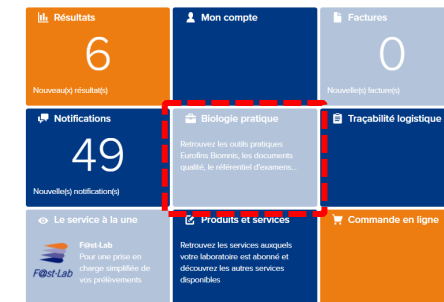 Résultats
6
Nouveau(x) résultat(s)
Mon compte
Factures
0
Nouvelle(s) facture(s)
Notifications
49
Nouvelle(s) notification(s)
Biologie pratique
Retrouvez les outils pratiques
Eurofins Biomnis, les documents
qualité, le référentiel d'examens...
Traçabilité logistique
Le service à la une
F@st-Lab
F@st-Lab
Pour une prise en
charge simplifiée de
vos prélèvements
Produits et services
Retrouvez les services auxquels
votre laboratoire est abonné et
découvrez les autres services
disponibles
Commande en ligne